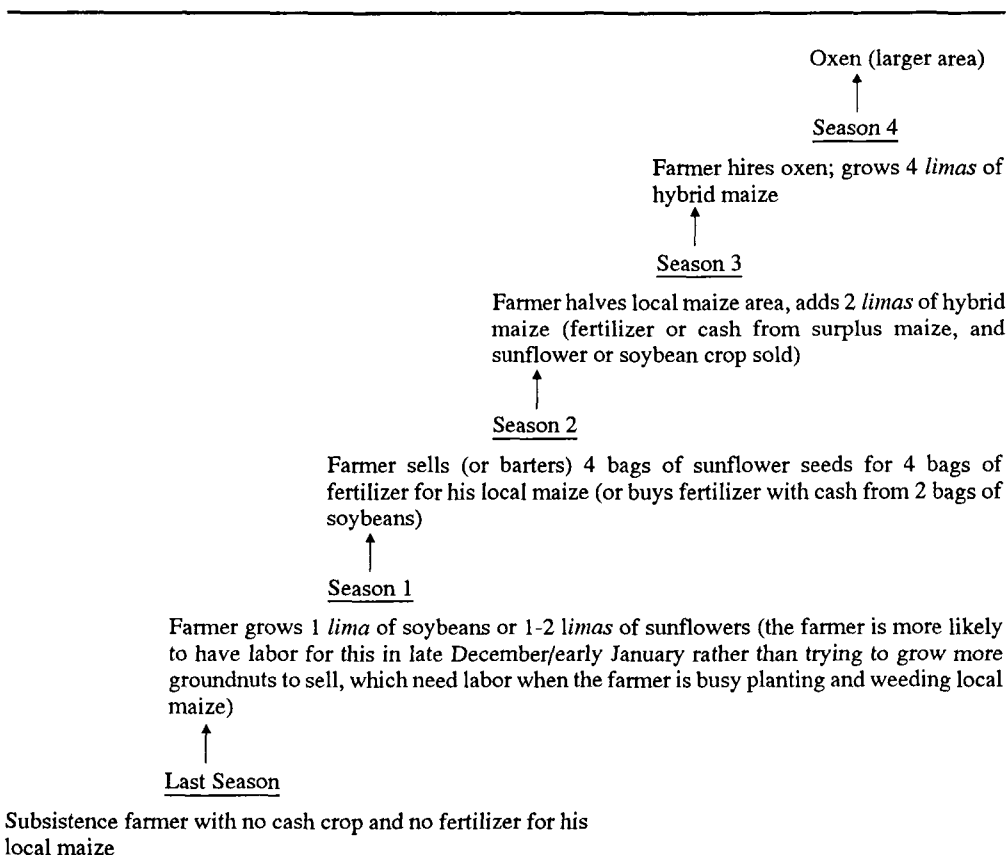 Oxen (larger area)
Season 4
Farmer hires oxen; grows 4 limas of
hybrid maize
Season 3
Farmer halves local maize area, adds 2 limas of hybrid
maize (fertilizer or cash from surplus maize, and
sunflower or soybean crop sold)
Season 2
Farmer sells (or barters) 4 bags of sunflower seeds for 4 bags of
fertilizer for his local maize (or buys fertilizer with cash from 2 bags of
soybeans)
Season 1
Farmer grows 1 lima of soybeans or 1-2 limas of sunflowers (the farmer is more likely
to have labor for this in late December/early January rather than trying to grow more
groundnuts to sell, which need labor when the farmer is busy planting and weeding local
maize)
Last Season
Subsistence farmer with no cash crop and no fertilizer for his
local maize